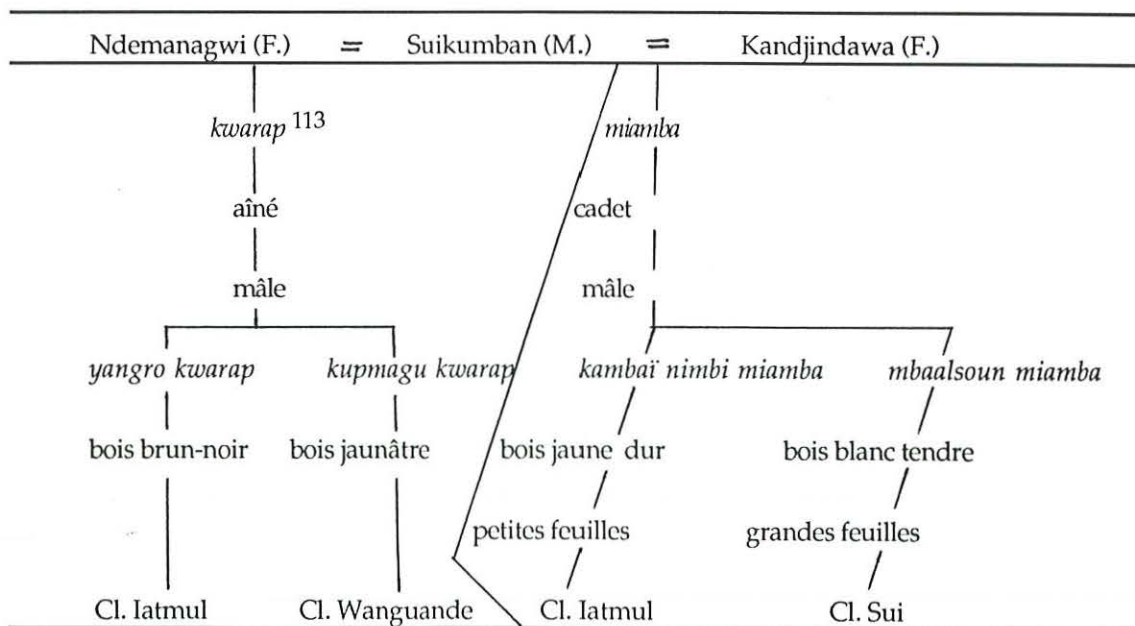 Ndemanagwi (F.) = Suikumban (M.) = Kandjindawa (F.)
kwarap 113 miamba
aîné cadet
mâle mâle
yangro kwarap kupmagu kwarap kambaï nimbi miamba mbaalsoun miamba
bois brun-noir bois jaunâtre bois jaune dur bois blanc tendre
petites feuilles grandes feuilles
Cl. Iatmul Cl. Wanguande Cl. Iatmul Cl. Sui